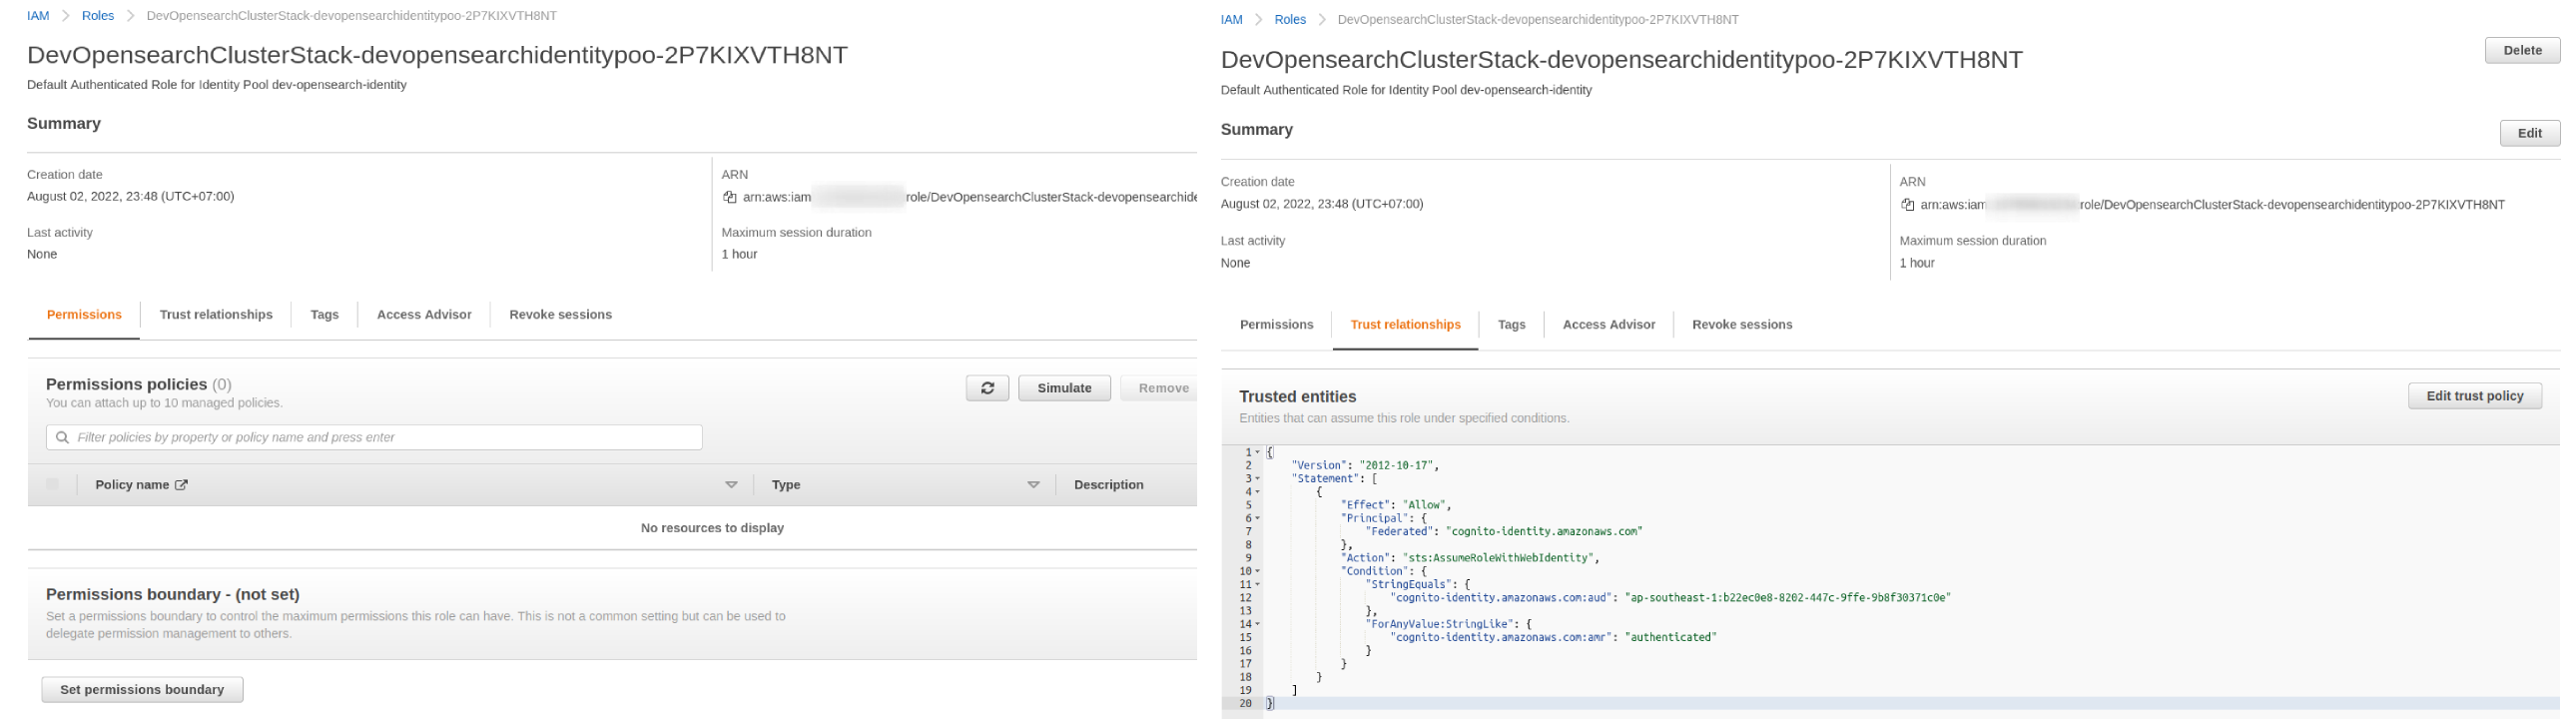 IAM > Roles > DevOpensearchClusterStack-devopensearchidentitypoo-2P7KIXVTH8NT
DevOpensearchClusterStack-devopensearchidentitypoo-2P7KIXVTH8NT
Default Authenticated Role for Identity Pool dev-opensearch-identity
Summary
Creation date
August 02, 2022, 23:48 (UTC+07:00)
ARN
arn:aws:iam role/DevOpensearchClusterStack-devopensearchide
Last activity
None
Maximum session duration
1 hour
Permissions Trust relationships Tags Access Advisor Revoke sessions
Permissions policies (0)
You can attach up to 10 managed policies.
Simulate Remove
Filter policies by property or policy name and press enter
Policy name Type Description
No resources to display
Permissions boundary - (not set)
Set a permissions boundary to control the maximum permissions this role can have. This is not a common setting but can be used to
delegate permission management to others.
Set permissions boundary
IAM > Roles > DevOpensearchClusterStack-devopensearchidentitypoo-2P7KIXVTH8NT
DevOpensearchClusterStack-devopensearchidentitypoo-2P7KIXVTH8NT
Delete
Default Authenticated Role for Identity Pool dev-opensearch-identity
Summary
Edit
Creation date
August 02, 2022, 23:48 (UTC+07:00)
ARN
arn:aws:iam role/DevOpensearchClusterStack-devopensearchidentitypoo-2P7KIXVTH8NT
Last activity
None
Maximum session duration
1 hour
Permissions Trust relationships Tags Access Advisor Revoke sessions
Trusted entities
Edit trust policy
Entities that can assume this role under specified conditions.
1 {
2 "Version": "2012-10-17",
3 "Statement": [
4 {
5 "Effect": "Allow",
6 "Principal": {
7 "Federated": "cognito-identity.amazonaws.com"
8 },
9 "Action": "sts:AssumeRoleWithWebIdentity",
10 "Condition": {
11 "StringEquals": {
12 "cognito-identity.amazonaws.com:aud": "ap-southeast-1:b22ec0e8-8202-447c-9ffe-9b8f30371c0e"
13 },
14 "ForAnyValue:StringLike": {
15 "cognito-identity.amazonaws.com:amr": "authenticated"
16 }
17 }
18 }
19 ]
20 }